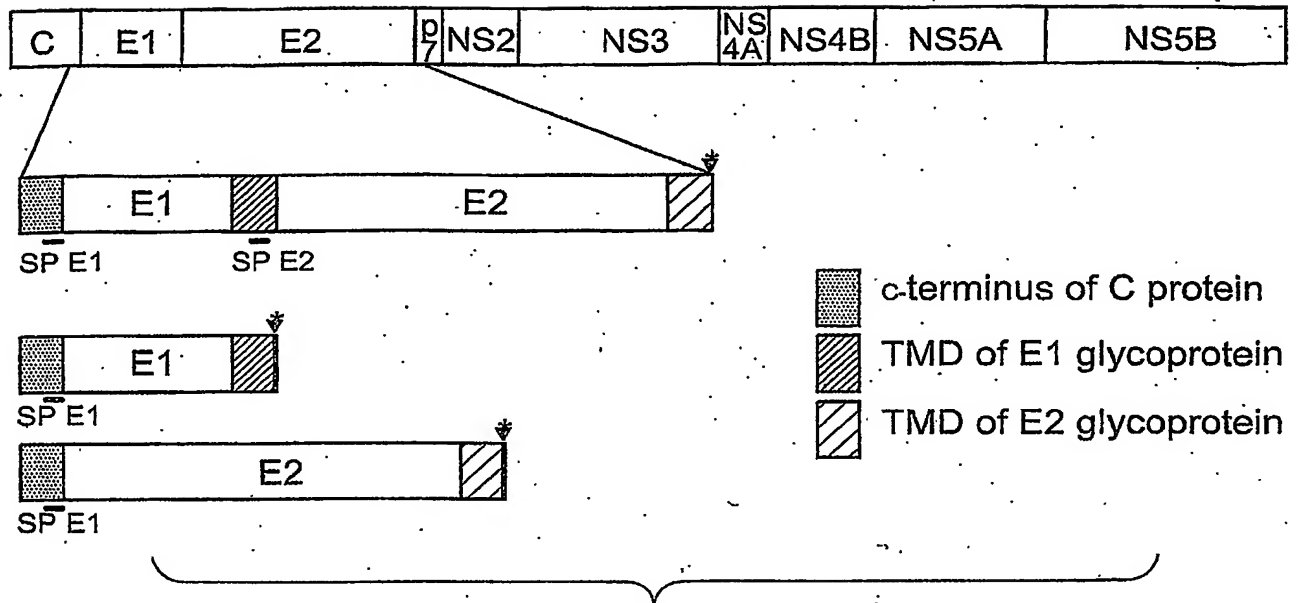 C E1 E2 p7 NS2 NS3 NS4A NS4B NS5A NS5B
*
E1 E2
SP E1 SP E2
c-terminus of C protein
*
E1
TMD of E1 glycoprotein
SP E1
TMD of E2 glycoprotein
*
E2
SP E1